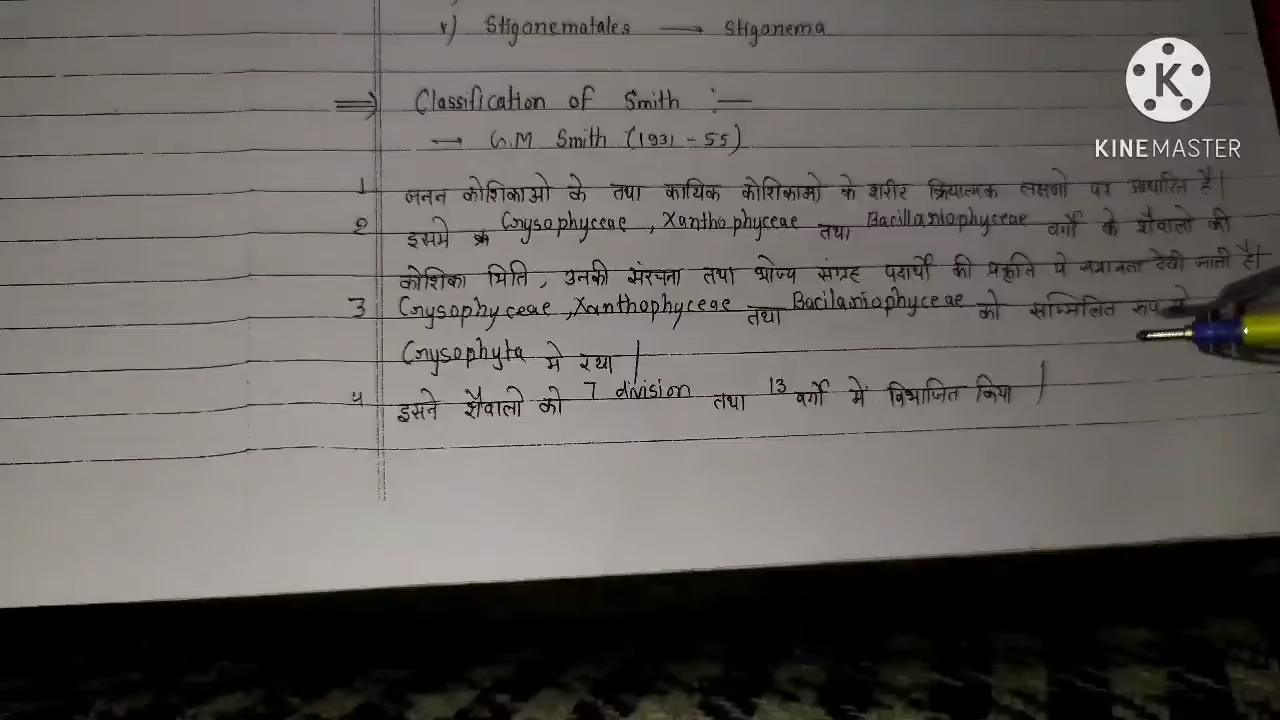 v) Stigonematales → Stigonema
⇒ Classification of Smith :—
→ G.M Smith (1931 - 55)
1 जनन कोशिकाओ के तथा कायिक कोशिकाओ के शरीर क्रियात्मक लक्षणो पर आधारित है|
2 इसमे Crysophyceae , Xanthophyceae तथा Bacillariophyceae वर्गो के शैवालो की
कोशिका भिति , उनकी संरचना तथा भोज्य संग्रह पदार्थो की प्रकृति मे समानता देखी जाती है|
3 Crysophyceae , Xanthophyceae तथा Bacilariophyceae को सम्मिलित रूप से
Crysophyta मे रखा |
4 इसने शैवालो को 7 division तथा 13 वर्गो में विभाजित किया |
K
KINEMASTER